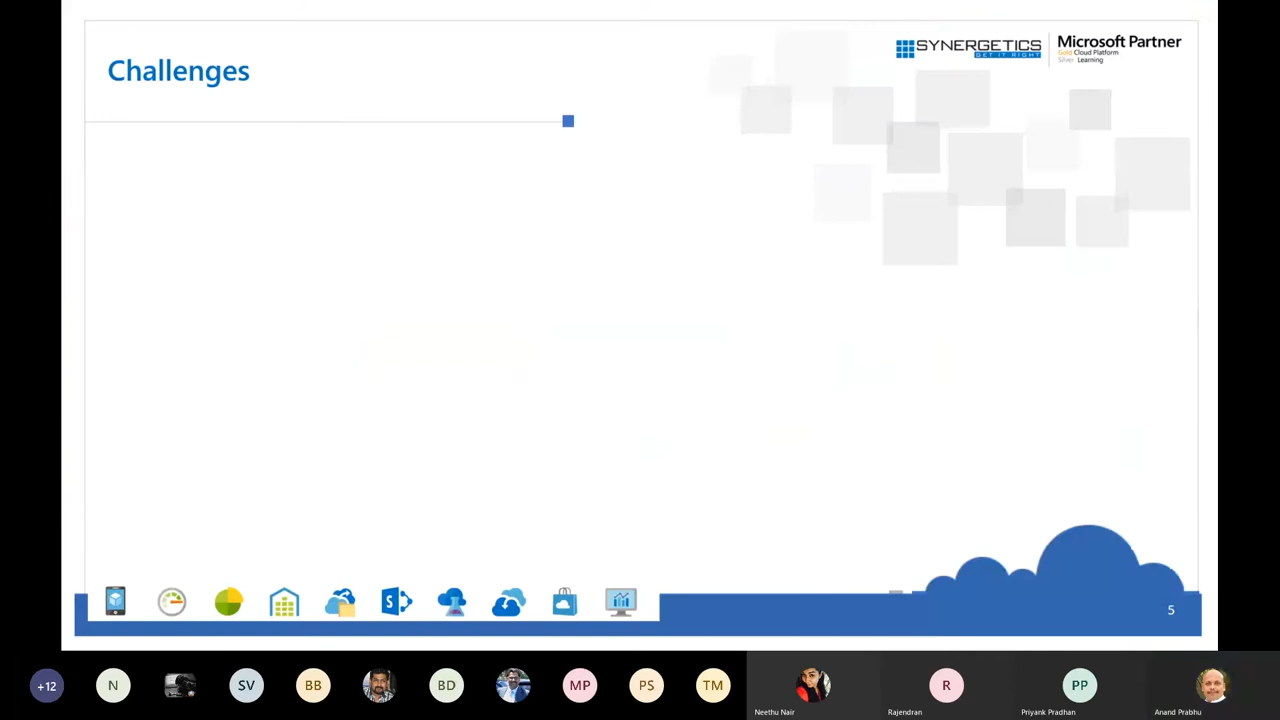 Challenges
SYNERGETICS
GET IT RIGHT
Microsoft Partner
Gold Cloud Platform
Silver Learning
S
5
+12
N
SV
BB
BD
MP
PS
TM
R
PP
Neethu Nair
Rajendran
Priyank Pradhan
Anand Prabhu